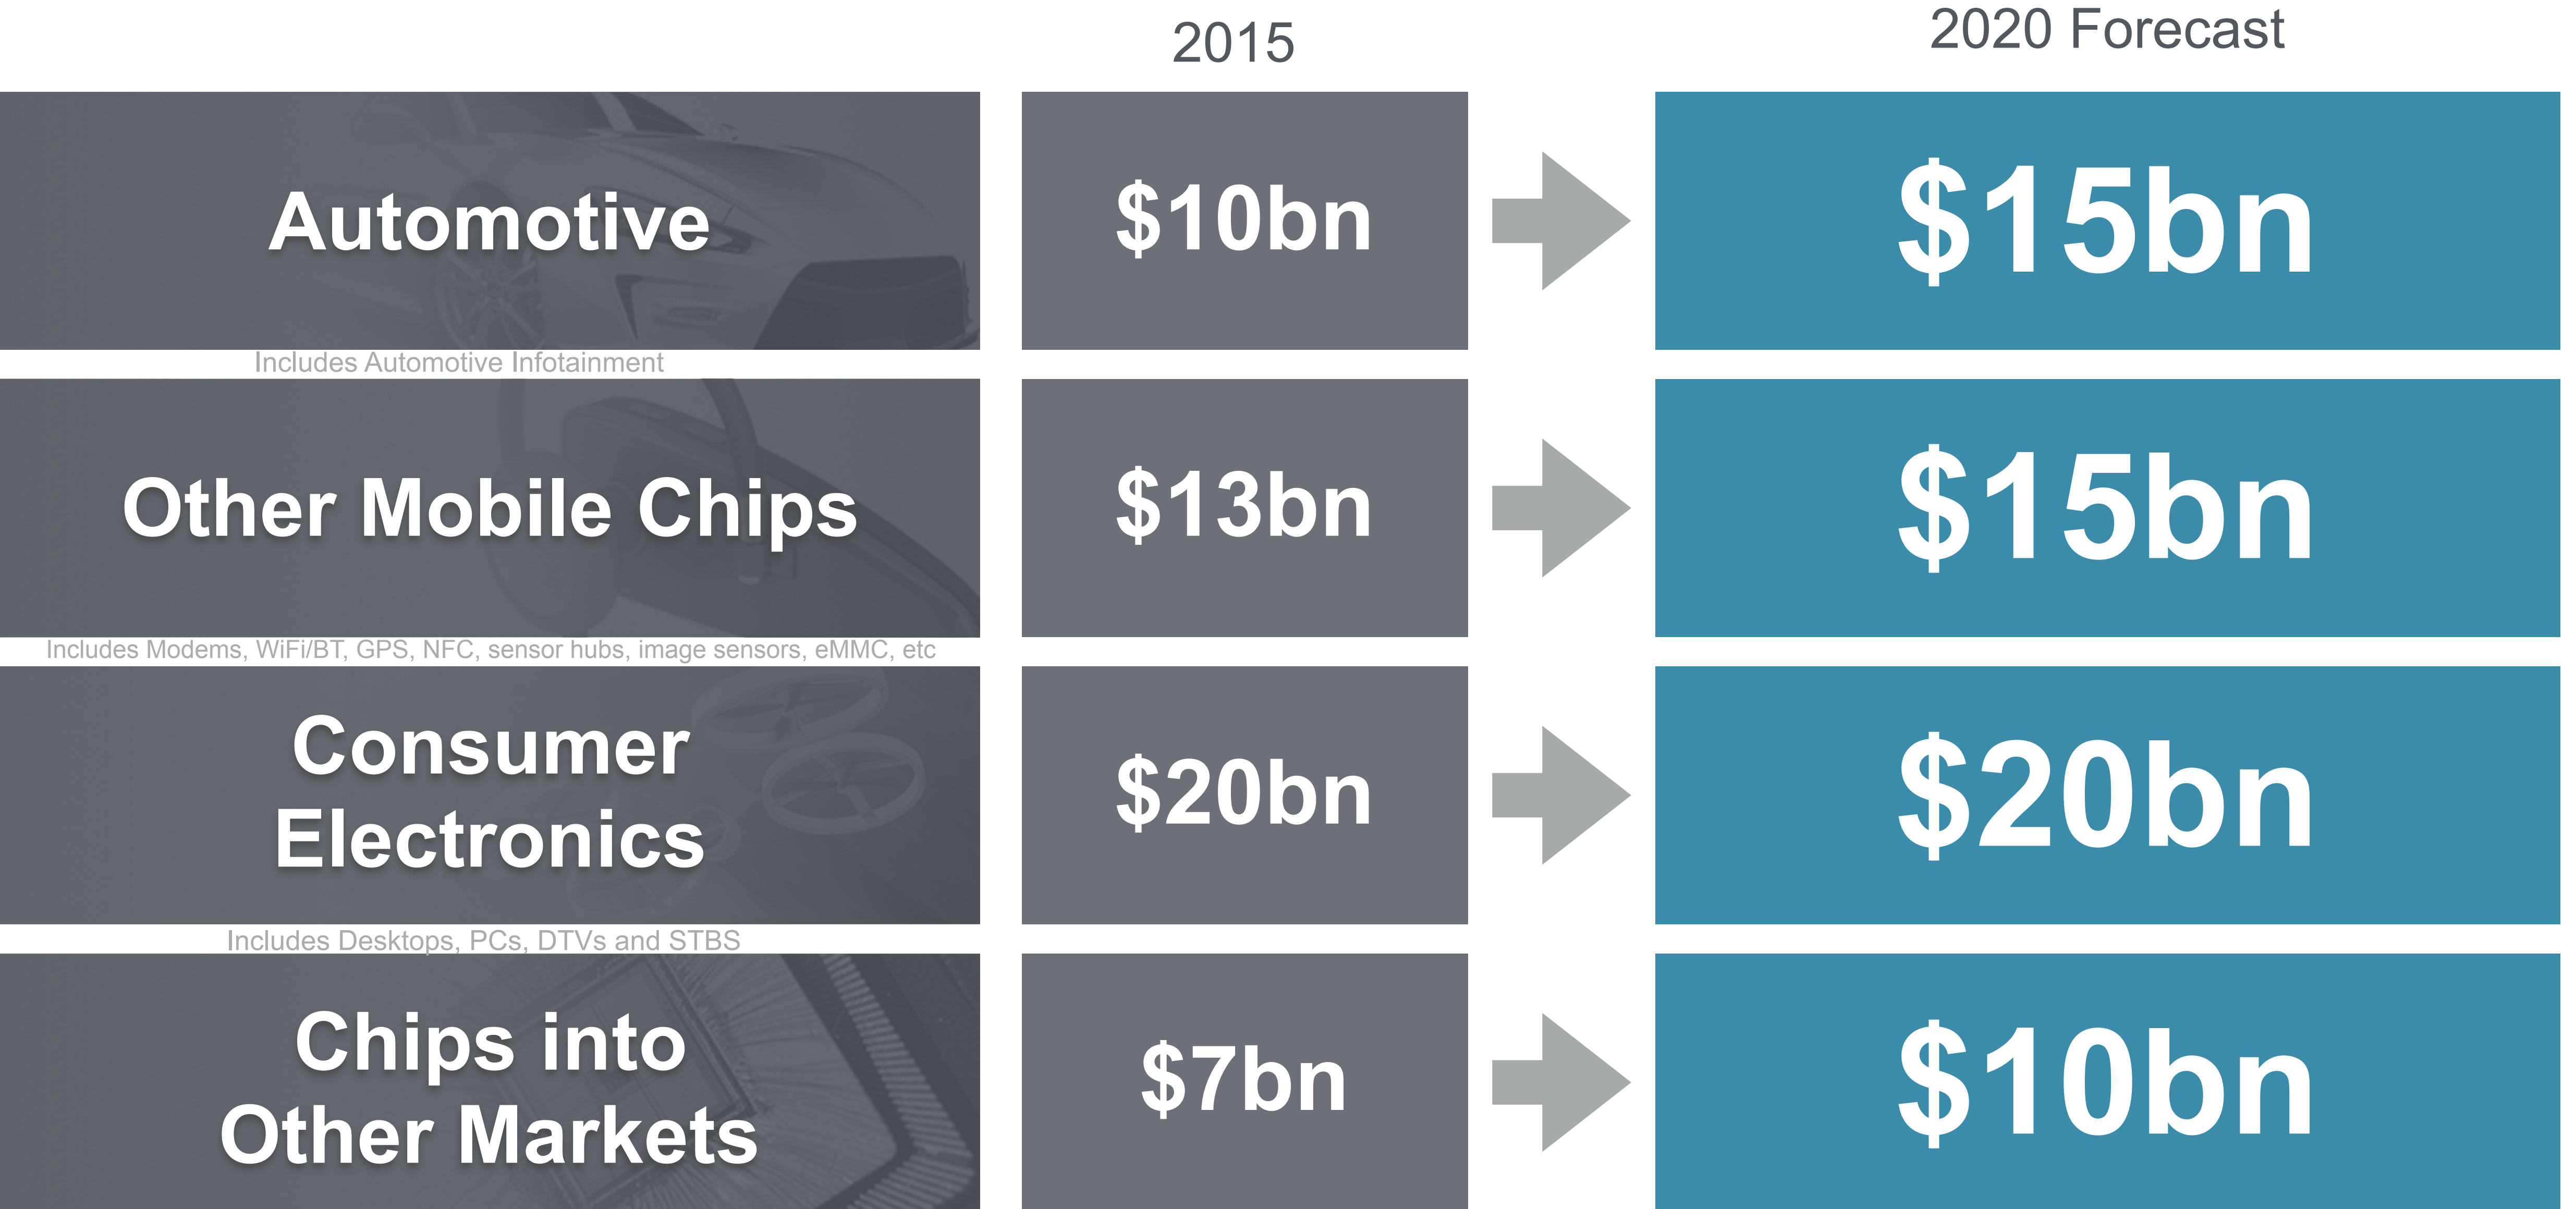 2015
2020 Forecast
Automotive
$10bn
$15bn
Includes Automotive Infotainment
Other Mobile Chips
$13bn
$15bn
Includes Modems, WiFi/BT, GPS, NFC, sensor hubs, image sensors, eMMC, etc
Consumer
Electronics
$20bn
$20bn
Includes Desktops, PCs, DTVs and STBS
Chips into
Other Markets
$7bn
$10bn